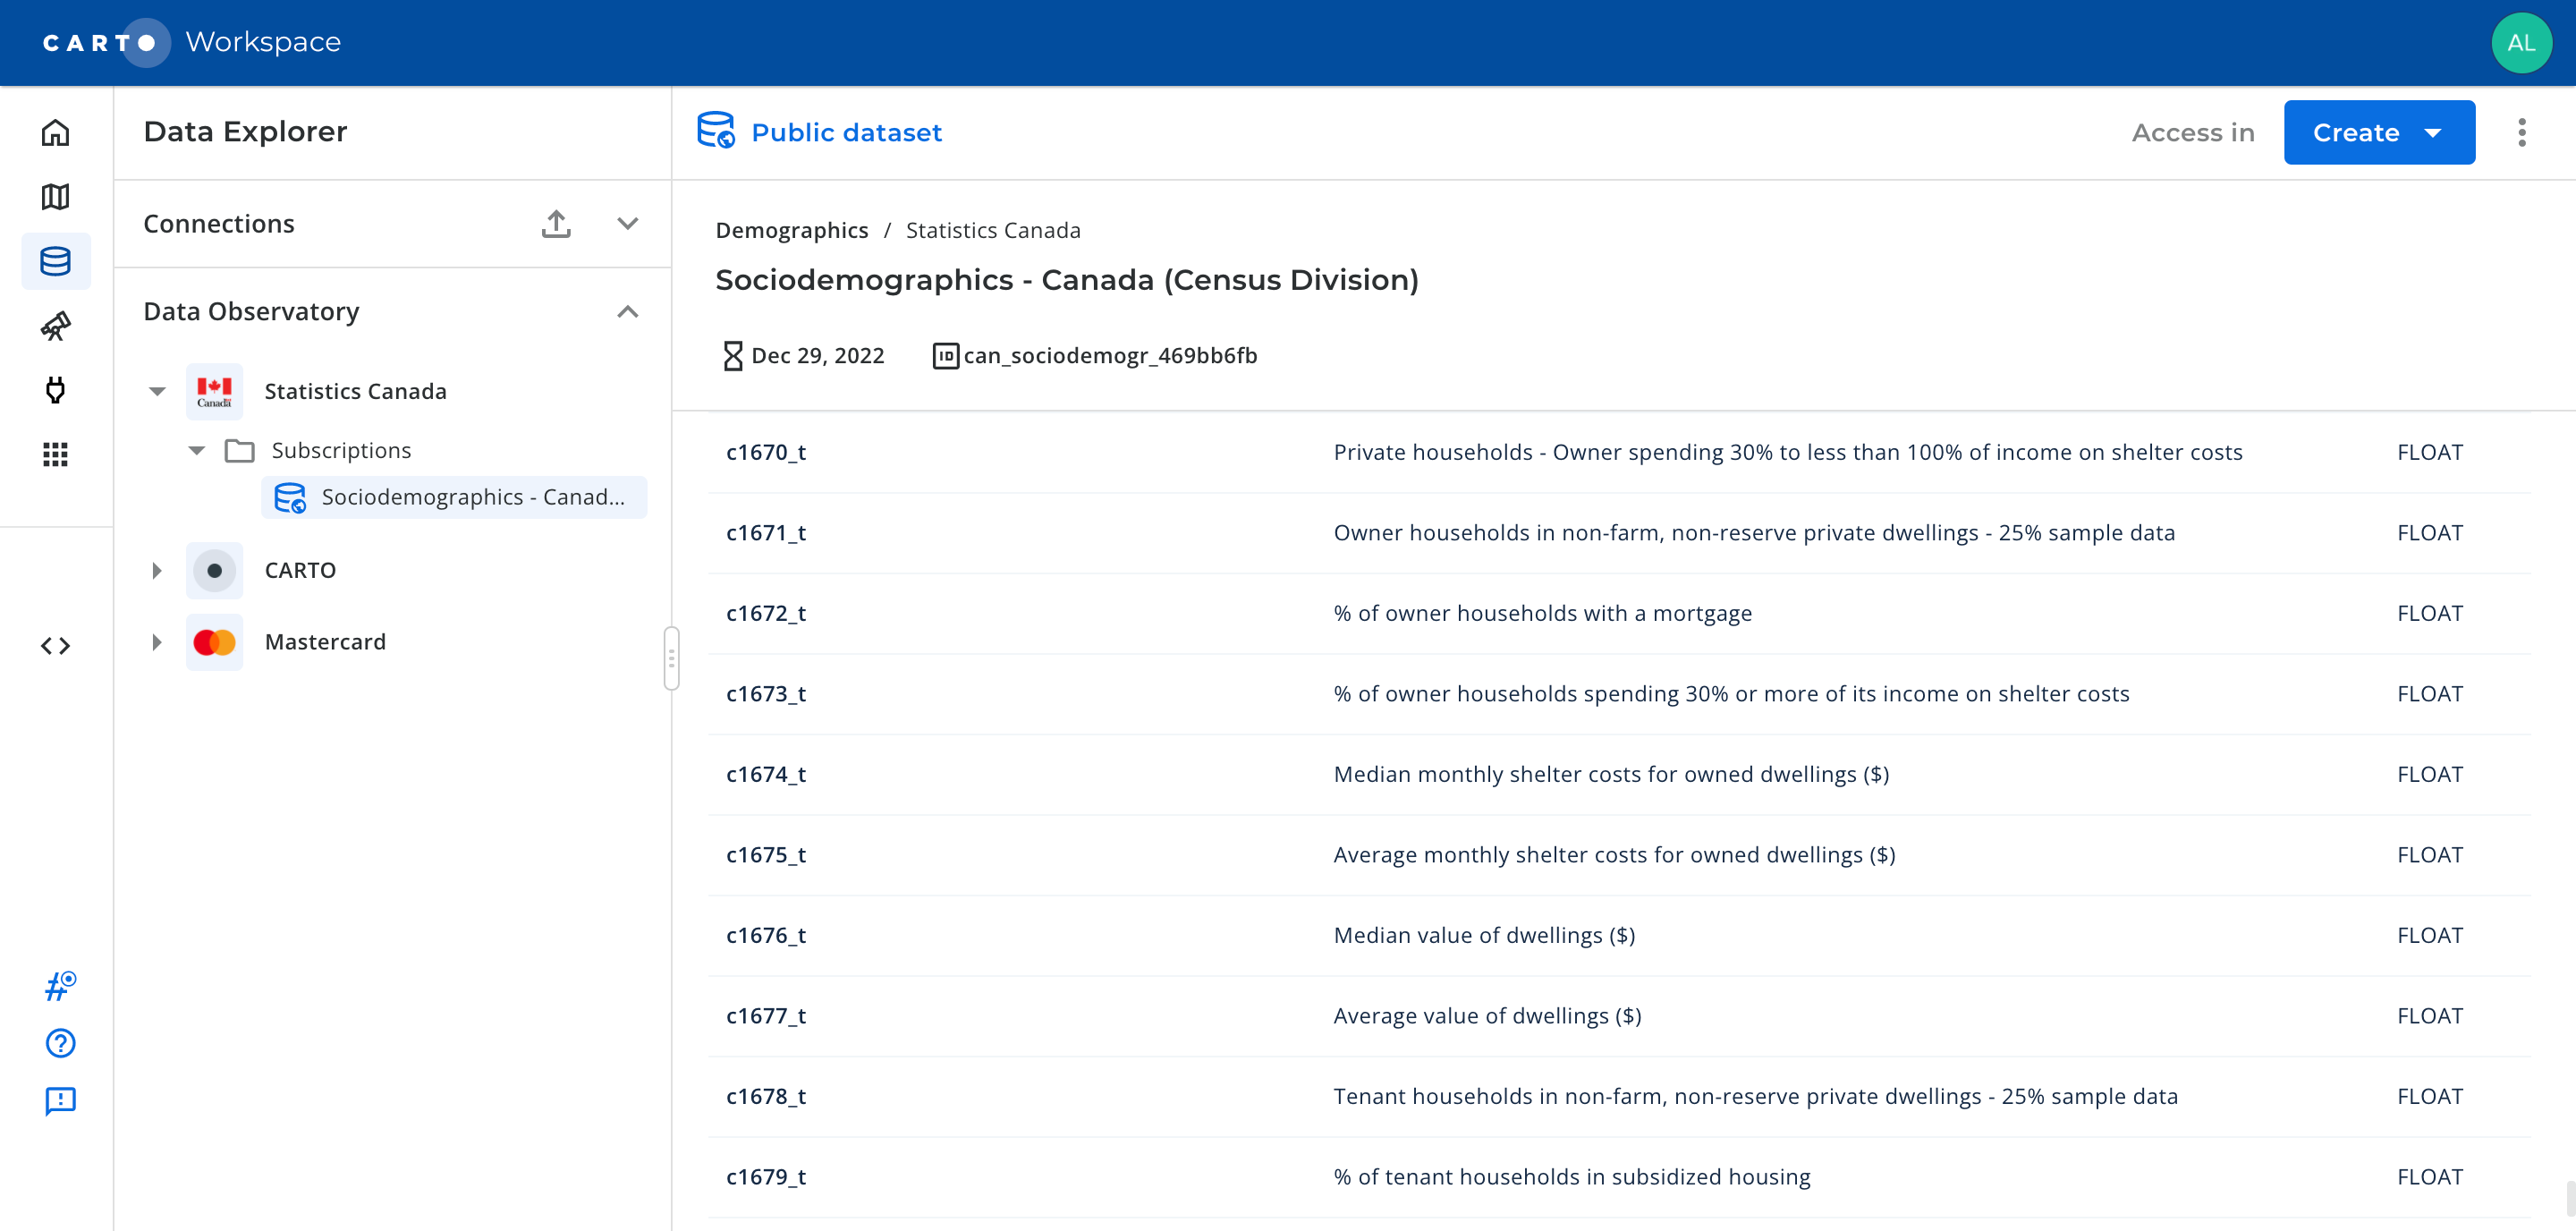 CARTO Workspace
AL
Data Explorer
Public dataset
Access in
Create
Connections
Data Observatory
Canada
Statistics Canada
Subscriptions
Sociodemographics - Canad...
CARTO
Mastercard
Demographics / Statistics Canada
Sociodemographics - Canada (Census Division)
Dec 29, 2022
ID can_sociodemogr_469bb6fb
c1670_t Private households - Owner spending 30% to less than 100% of income on shelter costs FLOAT
c1671_t Owner households in non-farm, non-reserve private dwellings - 25% sample data FLOAT
c1672_t % of owner households with a mortgage FLOAT
c1673_t % of owner households spending 30% or more of its income on shelter costs FLOAT
c1674_t Median monthly shelter costs for owned dwellings ($) FLOAT
c1675_t Average monthly shelter costs for owned dwellings ($) FLOAT
c1676_t Median value of dwellings ($) FLOAT
c1677_t Average value of dwellings ($) FLOAT
c1678_t Tenant households in non-farm, non-reserve private dwellings - 25% sample data FLOAT
c1679_t % of tenant households in subsidized housing FLOAT